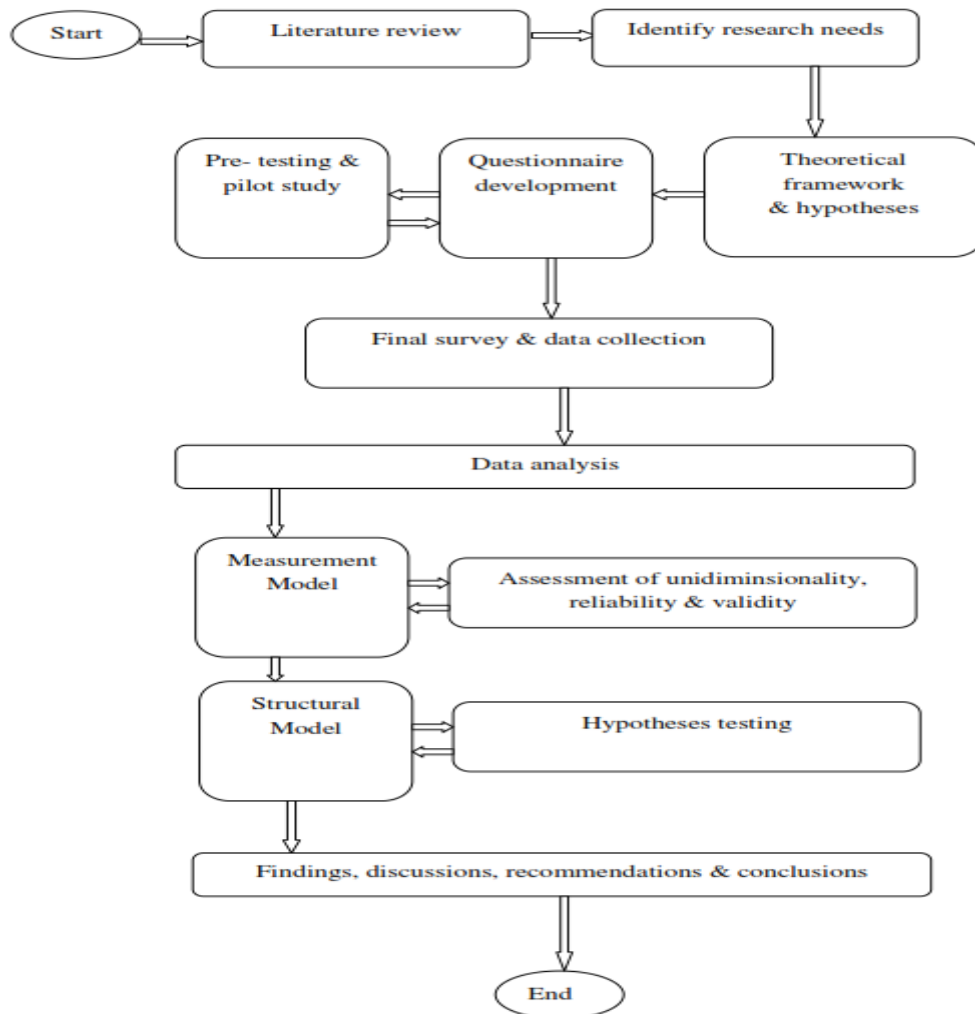 Start
Literature review
Identify research needs
Pre- testing &
pilot study
Questionnaire
development
Theoretical
framework
& hypotheses
Final survey & data collection
Data analysis
Measurement
Model
Assessment of unidiminsionality,
reliability & validity
Structural
Model
Hypotheses testing
Findings, discussions, recommendations & conclusions
End